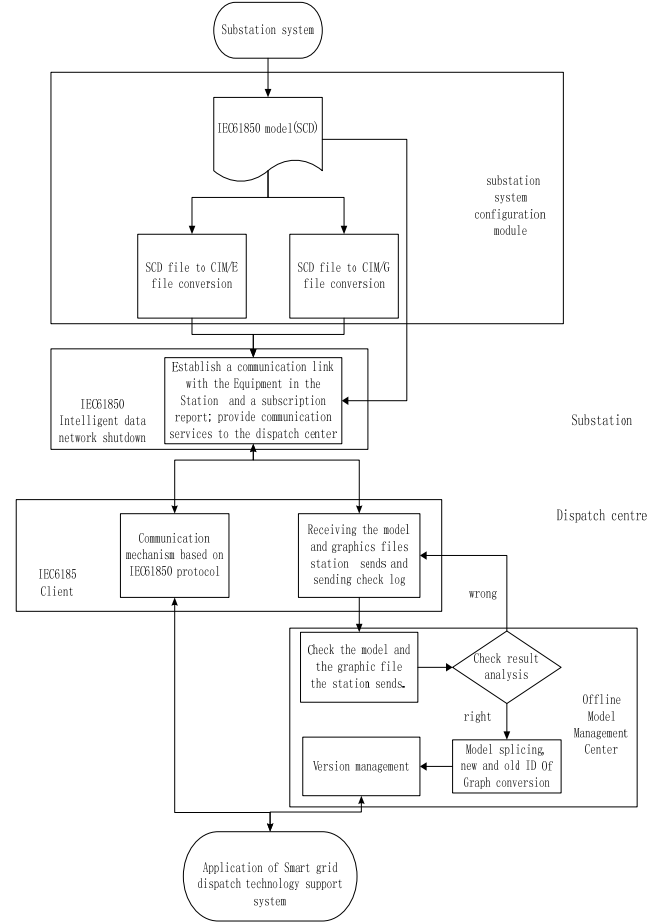 Substation system
IEC61850 model(SCD)
substation
system
configuration
module
SCD file to CIM/E
file conversion
SCD file to CIM/G
file conversion
IEC61850
Intelligent data
network shutdown
Establish a communication link
with the Equipment in the
Station and a subscription
report; provide communication
services to the dispatch center
Substation
Dispatch centre
IEC6185
Client
Communication
mechanism based on
IEC61850 protocol
Receiving the model
and graphics files
station sends and
sending check log
wrong
Check the model and
the graphic file
the station sends.
Check result
analysis
Offline
Model
Management
Center
right
Version management
Model splicing,
new and old ID Of
Graph conversion
Application of Smart grid
dispatch technology support
system